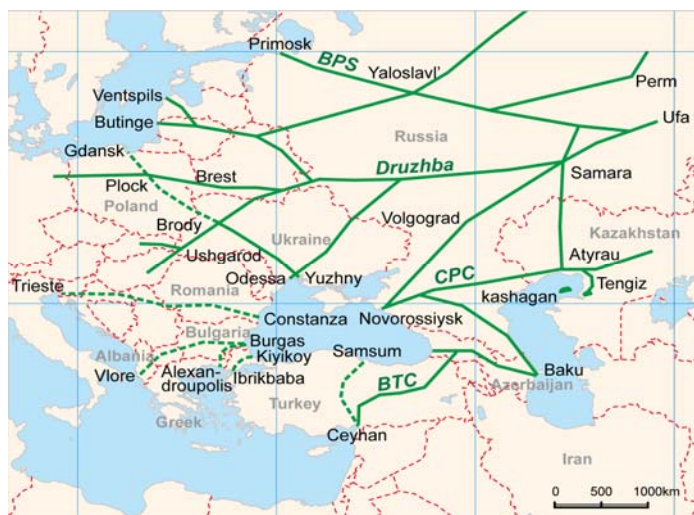 Primosk
BPS
Yaloslavl'
Perm
Ventspils
Butinge
Ufa
Russia
Gdansk
Druzhba
Samara
Plock
Brest
Poland
Volgograd
Brody
Kazakhstan
Ukraine
Ushgarod
Atyrau
Odessa
Yuzhny
CPC
Tengiz
Trieste
Romania
kashagan
Constanza
Novorossiysk
Bulgaria
Burgas
Albania
Kiyikoy
Samsum
Vlore
Alexan-
droupolis
Ibrikbaba
BTC
Baku
Azerbaijan
Turkey
Greek
Ceyhan
Iran
0 500 1000km